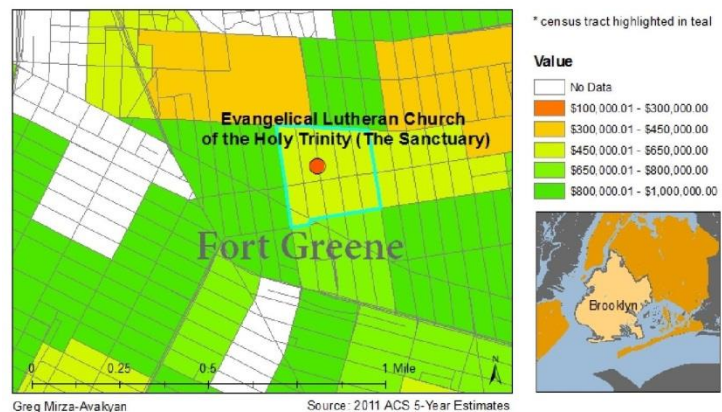 * census tract highlighted in teal
Value
No Data
$100,000.01 - $300,000.00
$300,000.01 - $450,000.00
$450,000.01 - $650,000.00
$650,000.01 - $800,000.00
$800,000.01 - $1,000,000.00
Evangelical Lutheran Church
of the Holy Trinity (The Sanctuary)
Fort Greene
Brooklyn
0 0.25 0.5 1 Mile
N
Greg Mirza-Avakyan
Source: 2011 ACS 5-Year Estimates